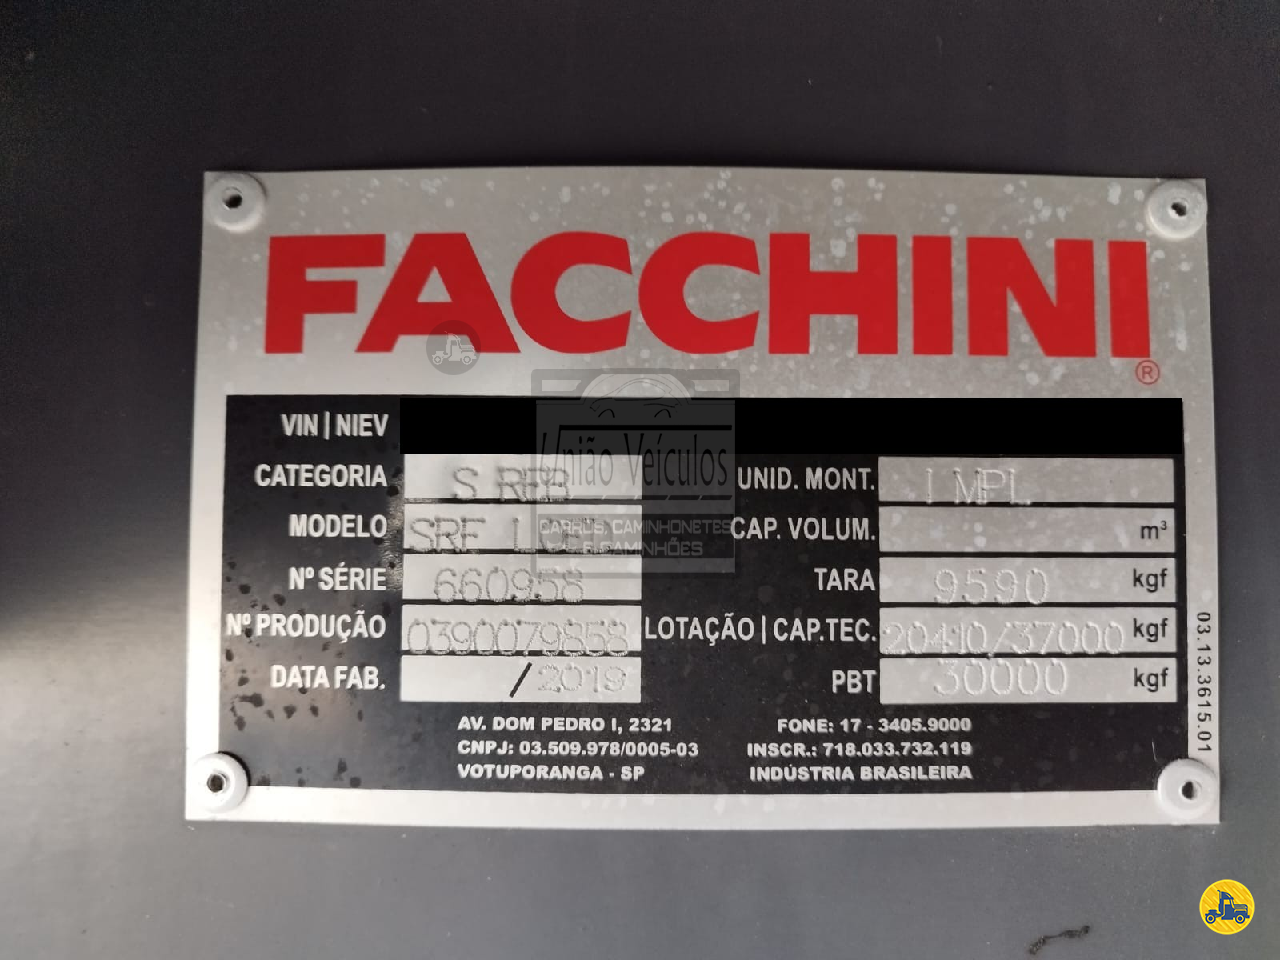 FACCHINI
®
VIN | NIEV
CATEGORIA S REB UNID. MONT. IMPL
MODELO SRF CAP. VOLUM. m³
Nº SÉRIE 660958 TARA 9590 kgf
Nº PRODUÇÃO 0390079858 LOTAÇÃO | CAP.TEC. 20410/37000 kgf
DATA FAB. /2019 PBT 30000 kgf
AV. DOM PEDRO I, 2321 FONE: 17 - 3405.9000
CNPJ: 03.509.978/0005-03 INSCR.: 718.033.732.119
VOTUPORANGA - SP INDÚSTRIA BRASILEIRA
03.13.3615.01
União Veículos
CARROS, CAMINHONETES
E CAMINHÕES